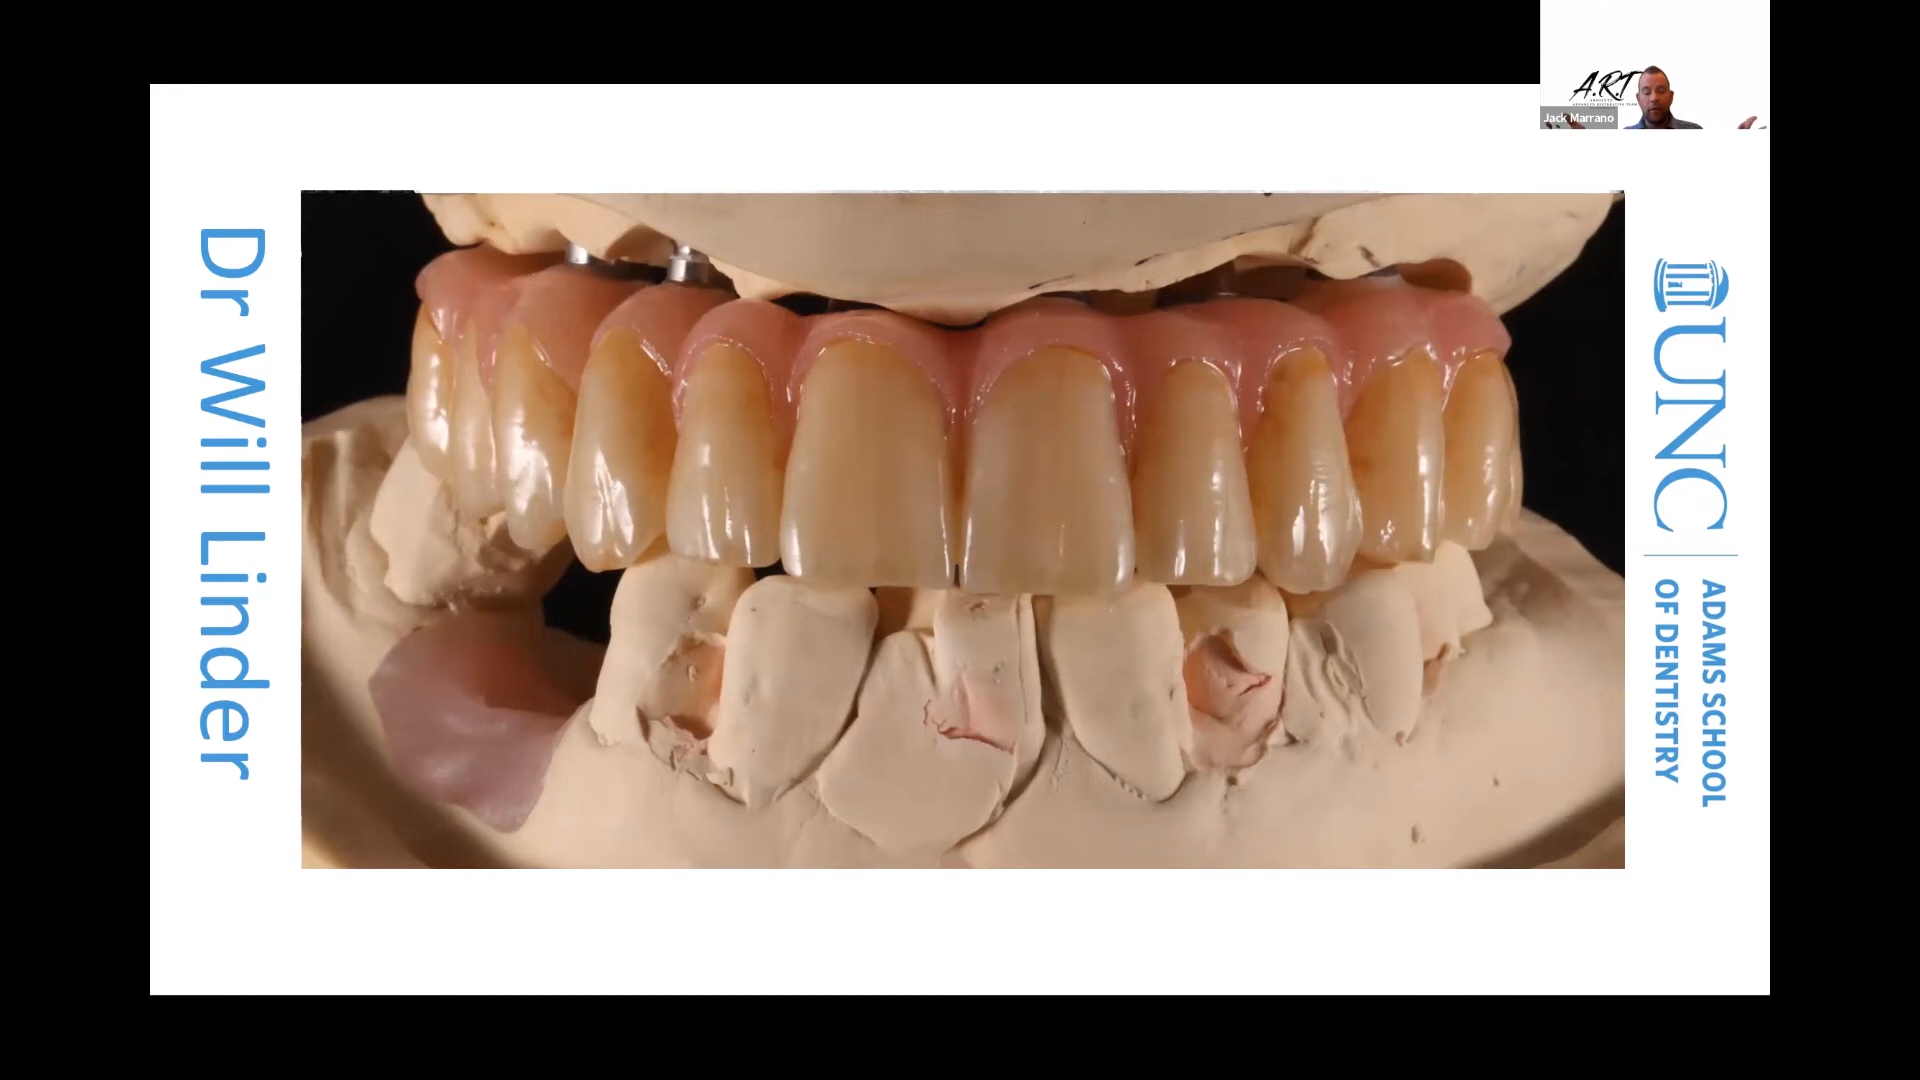 A.R.T
Jack Marrano
Dr Will Linder
UNC
ADAMS SCHOOL
OF DENTISTRY